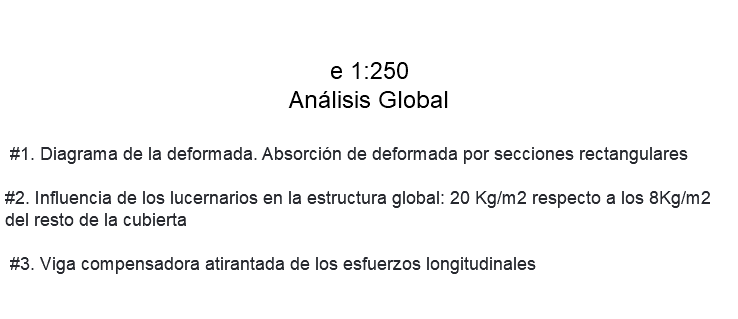 e 1:250
Análisis Global
#1. Diagrama de la deformada. Absorción de deformada por secciones rectangulares
#2. Influencia de los lucernarios en la estructura global: 20 Kg/m2 respecto a los 8Kg/m2
del resto de la cubierta
#3. Viga compensadora atirantada de los esfuerzos longitudinales